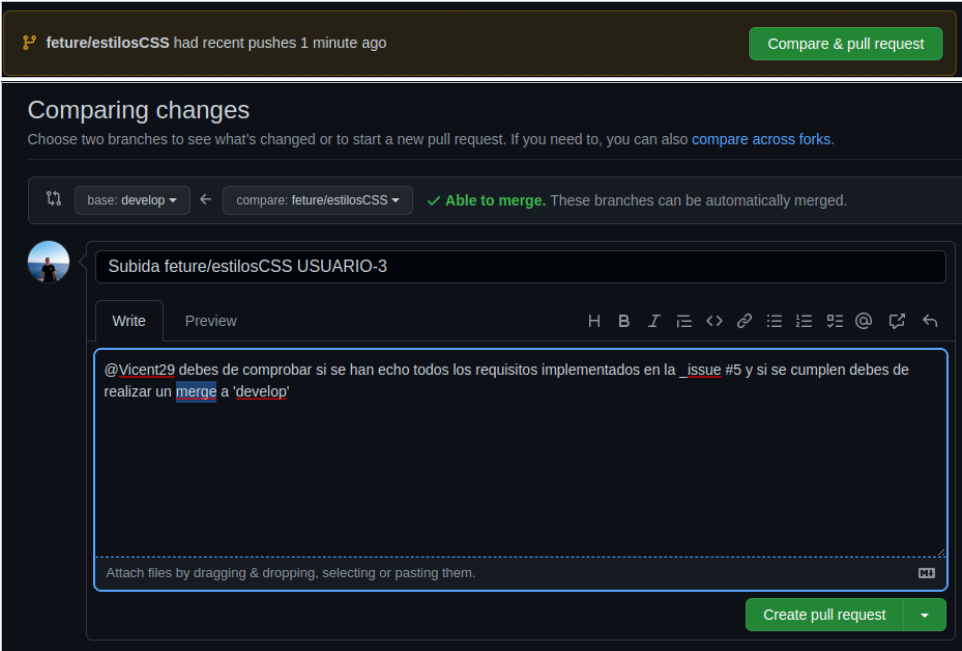 feture/estilosCSS had recent pushes 1 minute ago
Compare & pull request
Comparing changes
Choose two branches to see what's changed or to start a new pull request. If you need to, you can also compare across forks.
base: develop
compare: feture/estilosCSS
Able to merge. These branches can be automatically merged.
Subida feture/estilosCSS USUARIO-3
Write
Preview
@Vicent29 debes de comprobar si se han echo todos los requisitos implementados en la _issue #5 y si se cumplen debes de
realizar un merge a 'develop'
Attach files by dragging & dropping, selecting or pasting them.
Create pull request